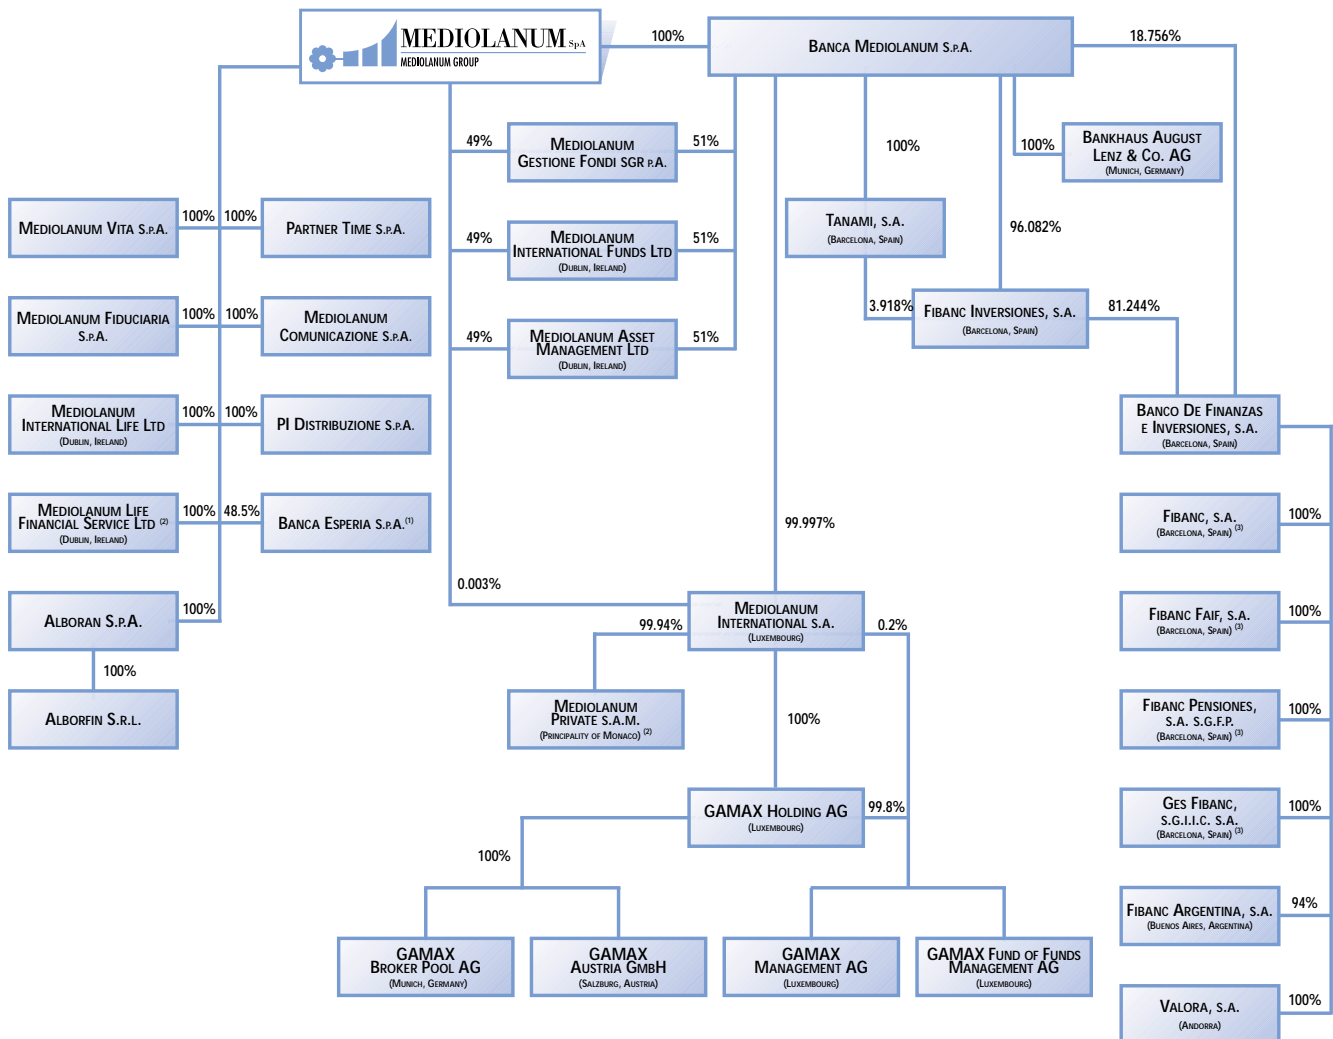 MEDIOLANUM SpA
MEDIOLANUM GROUP
100%
BANCA MEDIOLANUM S.P.A.
18.756%
49%
MEDIOLANUM
GESTIONE FONDI SGR P.A.
51%
100%
100%
BANKHAUS AUGUST
LENZ & CO. AG
(MUNICH, GERMANY)
MEDIOLANUM VITA S.P.A.
100%
100%
PARTNER TIME S.P.A.
49%
MEDIOLANUM
INTERNATIONAL FUNDS LTD
(DUBLIN, IRELAND)
51%
TANAMI, S.A.
(BARCELONA, SPAIN)
96.082%
MEDIOLANUM FIDUCIARIA
S.P.A.
100%
100%
MEDIOLANUM
COMUNICAZIONE S.P.A.
49%
MEDIOLANUM ASSET
MANAGEMENT LTD
(DUBLIN, IRELAND)
51%
3.918%
FIBANC INVERSIONES, S.A.
(BARCELONA, SPAIN)
81.244%
MEDIOLANUM
INTERNATIONAL LIFE LTD
(DUBLIN, IRELAND)
100%
100%
PI DISTRIBUZIONE S.P.A.
BANCO DE FINANZAS
E INVERSIONES, S.A.
(BARCELONA, SPAIN)
MEDIOLANUM LIFE
FINANCIAL SERVICE LTD (2)
(DUBLIN, IRELAND)
100%
48.5%
BANCA ESPERIA S.P.A.(1)
99.997%
FIBANC, S.A.
(BARCELONA, SPAIN) (3)
100%
ALBORAN S.P.A.
100%
0.003%
MEDIOLANUM
INTERNATIONAL S.A.
(LUXEMBOURG)
99.94%
0.2%
FIBANC FAIF, S.A.
(BARCELONA, SPAIN) (3)
100%
100%
ALBORFIN S.R.L.
MEDIOLANUM
PRIVATE S.A.M.
(PRINCIPALITY OF MONACO) (2)
100%
FIBANC PENSIONES,
S.A. S.G.F.P.
(BARCELONA, SPAIN) (3)
100%
GAMAX HOLDING AG
(LUXEMBOURG)
99.8%
GES FIBANC,
S.G.I.I.C. S.A.
(BARCELONA, SPAIN) (3)
100%
100%
GAMAX
BROKER POOL AG
(MUNICH, GERMANY)
GAMAX
AUSTRIA GMBH
(SALZBURG, AUSTRIA)
GAMAX
MANAGEMENT AG
(LUXEMBOURG)
GAMAX FUND OF FUNDS
MANAGEMENT AG
(LUXEMBOURG)
FIBANC ARGENTINA, S.A.
(BUENOS AIRES, ARGENTINA)
94%
VALORA, S.A.
(ANDORRA)
100%